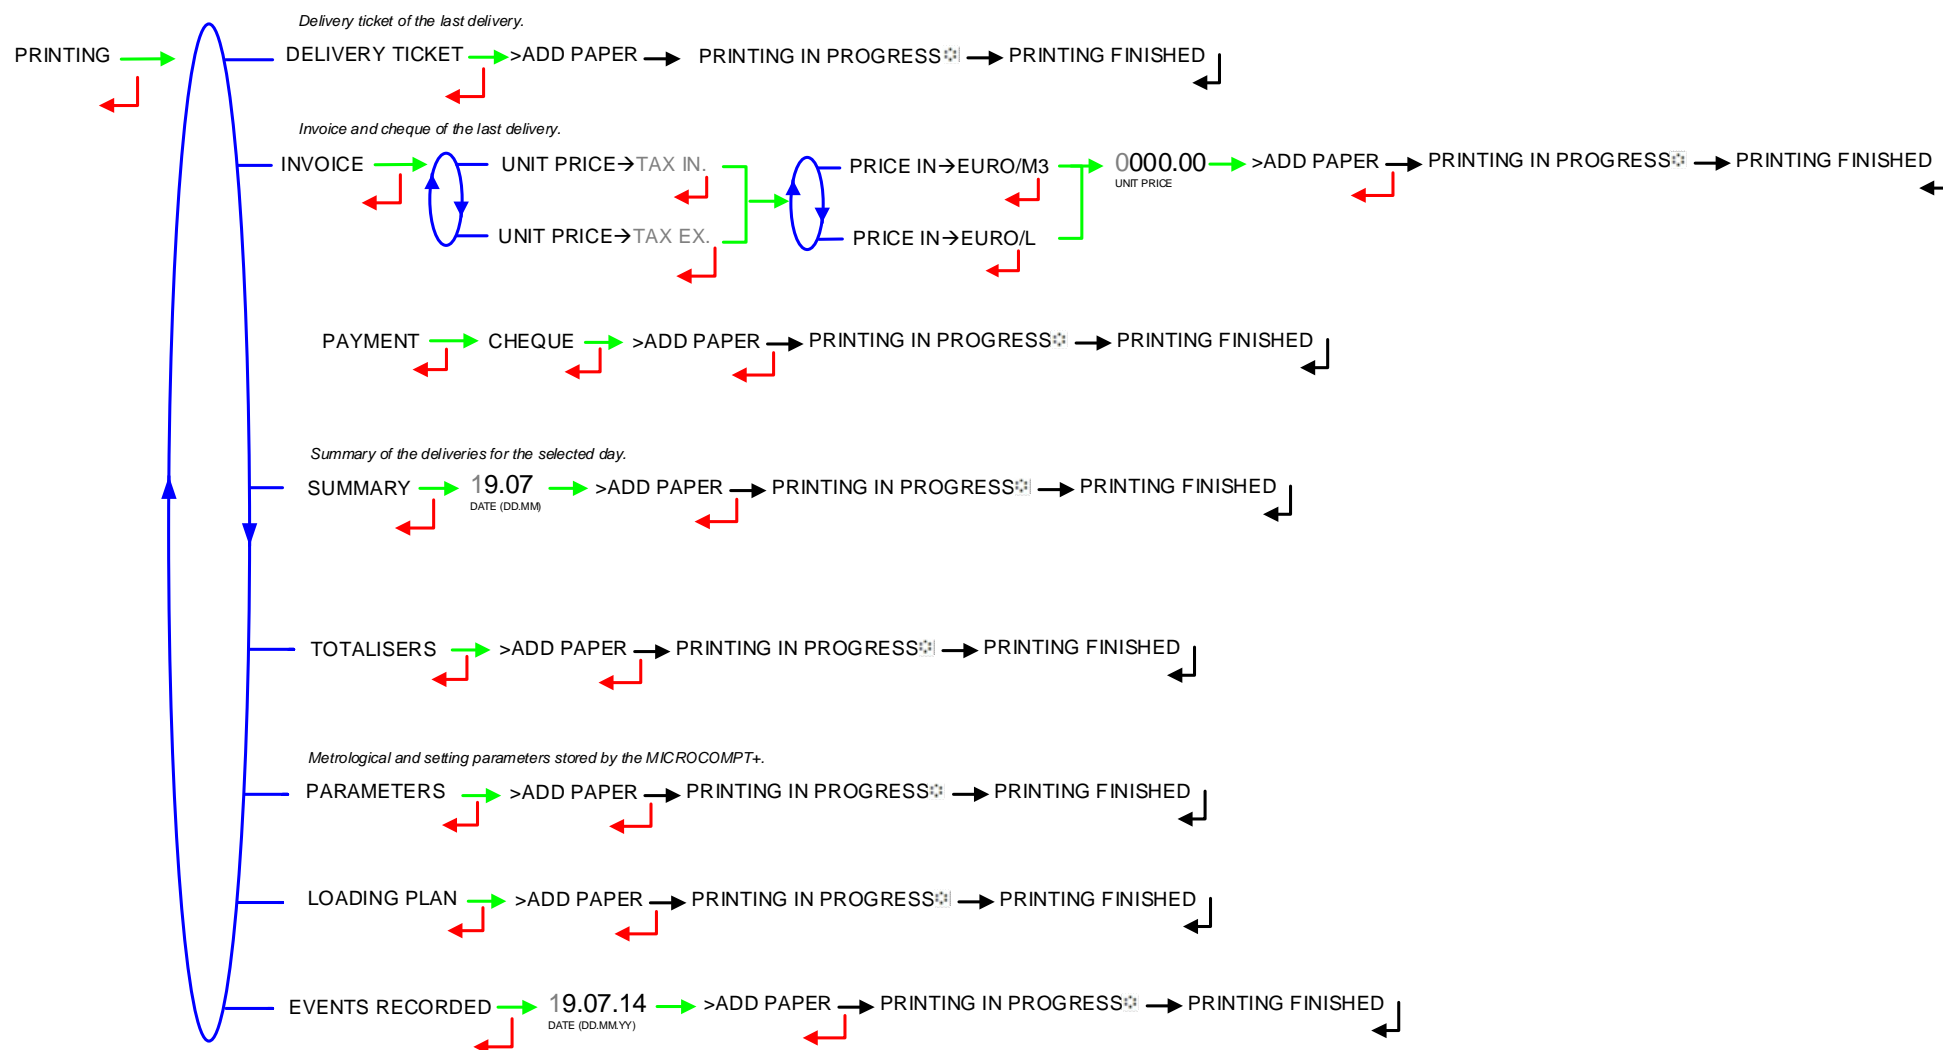 Delivery ticket of the last delivery.
PRINTING DELIVERY TICKET >ADD PAPER PRINTING IN PROGRESS PRINTING FINISHED
Invoice and cheque of the last delivery.
INVOICE UNIT PRICE→TAX IN. PRICE IN→EURO/M3 0000.00 >ADD PAPER PRINTING IN PROGRESS PRINTING FINISHED
UNIT PRICE
UNIT PRICE→TAX EX. PRICE IN→EURO/L
PAYMENT CHEQUE >ADD PAPER PRINTING IN PROGRESS PRINTING FINISHED
Summary of the deliveries for the selected day.
SUMMARY 19.07 >ADD PAPER PRINTING IN PROGRESS PRINTING FINISHED
DATE (DD.MM)
TOTALISERS >ADD PAPER PRINTING IN PROGRESS PRINTING FINISHED
Metrological and setting parameters stored by the MICROCOMPT+.
PARAMETERS >ADD PAPER PRINTING IN PROGRESS PRINTING FINISHED
LOADING PLAN >ADD PAPER PRINTING IN PROGRESS PRINTING FINISHED
EVENTS RECORDED 19.07.14 >ADD PAPER PRINTING IN PROGRESS PRINTING FINISHED
DATE (DD.MM.YY)